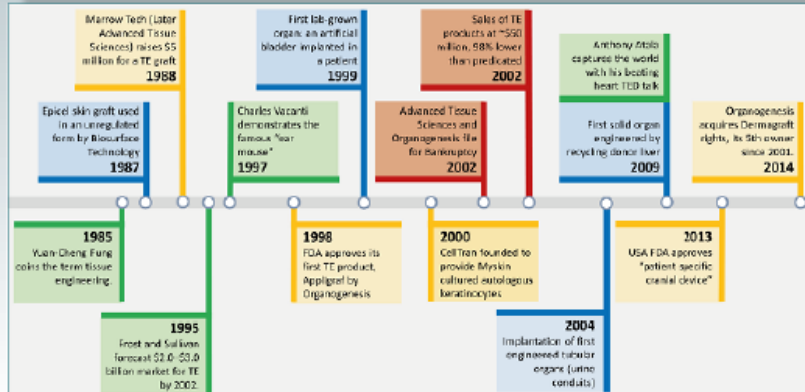 Marrow Tech (Later
Advanced Tissue
Sciences) raises $5
million for a TE graft
1988
First lab-grown
organ: an artificial
bladder implanted in
a patient
1999
Sales of TE
products at ~$50
million, 98% lower
than predicated
2002
Anthony Atala
captures the world
with his beating
heart TED talk
Epicel skin graft used
in an unregulated
form by Biosurface
Technology
1987
Charles Vacanti
demonstrates the
famous "ear
mouse"
1997
Advanced Tissue
Sciences and
Organogenesis file
for Bankruptcy
2002
First solid organ
engineered by
recycling donor liver
2009
Organogenesis
acquires Dermagraft
rights, its 5th owner
since 2001.
2014
1985
Yuan-Cheng Fung
coins the term tissue
engineering.
1998
FDA approves its
first TE product,
Appligraf by
Organogenesis
2000
CellTran founded to
provide Myskin
cultured autologous
keratinocytes
2013
USA FDA approves
"patient specific
cranial device"
1995
Frost and Sullivan
forecast $2.0-$3.0
billion market for TE
by 2002.
2004
Implantation of first
engineered tubular
organs (urine
conduits)